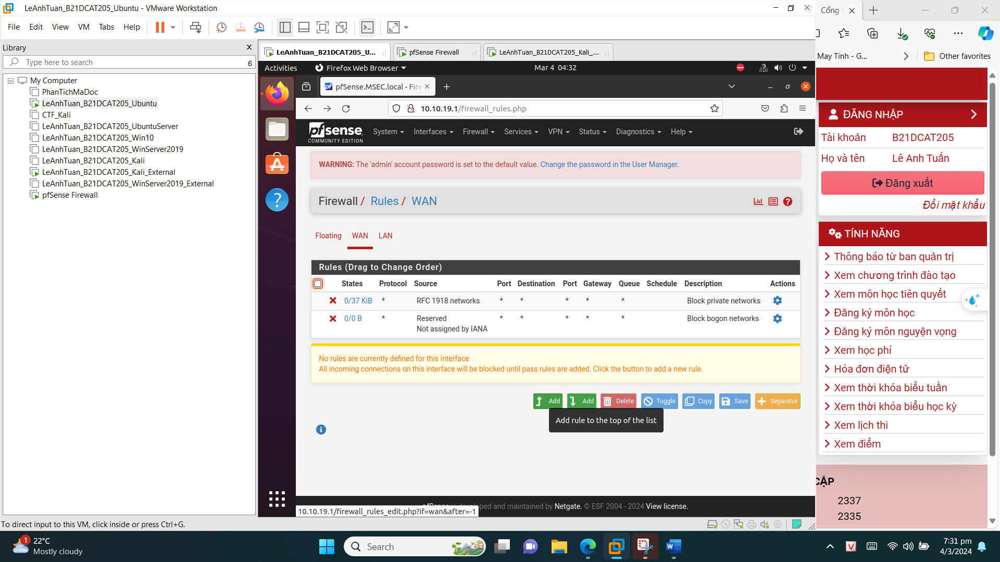 LeAnhTuan_B21DCAT205_Ubuntu - VMware Workstation
File Edit View VM Tabs Help
Library
Type here to search
6
My Computer
PhanTichMaDoc
LeAnhTuan_B21DCAT205_Ubuntu
CTF_Kali
LeAnhTuan_B21DCAT205_UbuntuServer
LeAnhTuan_B21DCAT205_Win10
LeAnhTuan_B21DCAT205_WinServer2019
LeAnhTuan_B21DCAT205_Kali
LeAnhTuan_B21DCAT205_Kali_External
LeAnhTuan_B21DCAT205_WinServer2019_External
pfSense Firewall
LeAnhTuan_B21DCAT205_U...
pfSense Firewall
LeAnhTuan_B21DCAT205_Kali_...
Activities
Firefox Web Browser
Mar 4 04:32
pfSense.MSEC.local - Fire
10.10.19.1/firewall_rules.php
pfsense
COMMUNITY EDITION
System Interfaces Firewall Services VPN Status Diagnostics Help
WARNING: The 'admin' account password is set to the default value. Change the password in the User Manager.
Firewall / Rules / WAN
Floating WAN LAN
Rules (Drag to Change Order)
States Protocol Source Port Destination Port Gateway Queue Schedule Description Actions
0/37 KiB * RFC 1918 networks * * * * * Block private networks
0/0 B * Reserved * * * * * Block bogon networks
Not assigned by IANA
No rules are currently defined for this interface
All incoming connections on this interface will be blocked until pass rules are added. Click the button to add a new rule.
Add Add Delete Toggle Copy Save Separator
Add rule to the top of the list
developed and maintained by Netgate. © ESF 2004 - 2024 View license.
10.10.19.1/firewall_rules_edit.php?if=wan&after=-1
To direct input to this VM, click inside or press Ctrl+G.
Cổng
May Tinh - G...
Other favorites
ĐĂNG NHẬP
Tài khoản B21DCAT205
Họ và tên Lê Anh Tuấn
Đăng xuất
Đổi mật khẩu
TÍNH NĂNG
Thông báo từ ban quản trị
Xem chương trình đào tạo
Xem môn học tiên quyết
Đăng ký môn học
Đăng ký môn nguyện vọng
Xem học phí
Hóa đơn điện tử
Xem thời khóa biểu tuần
Xem thời khóa biểu học kỳ
Xem lịch thi
Xem điểm
CẬP
2337
2335
1
22°C
Mostly cloudy
Search
7:31 pm
4/3/2024